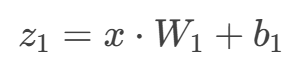 z₁ = x · W₁ + b₁